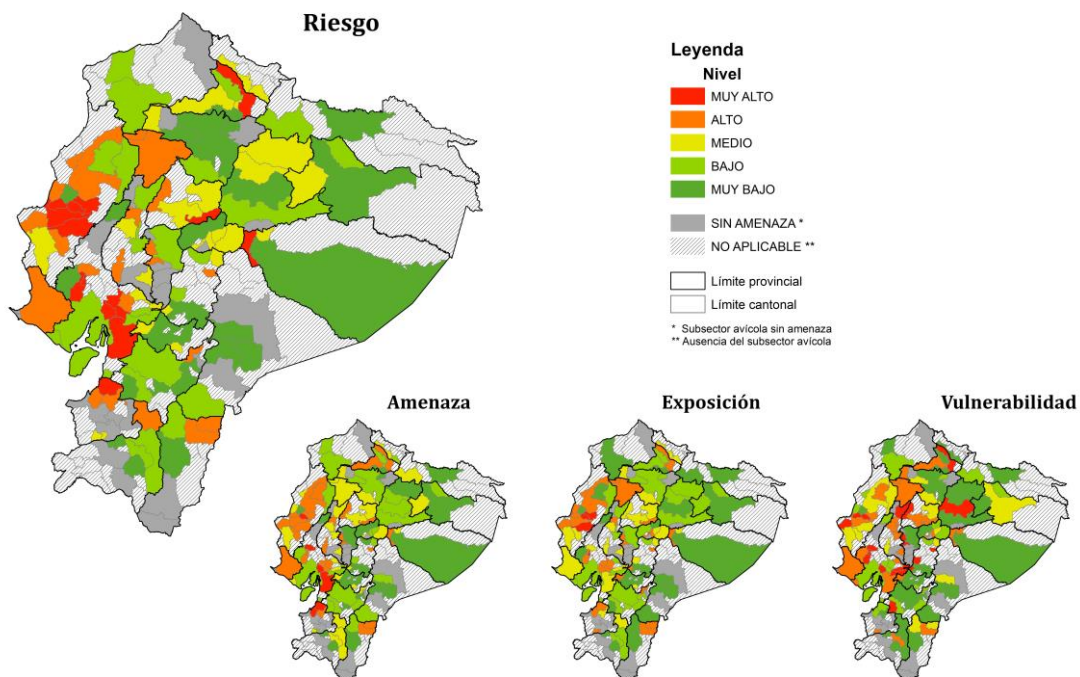 Riesgo
Leyenda
Nivel
MUY ALTO
ALTO
MEDIO
BAJO
MUY BAJO
SIN AMENAZA *
NO APLICABLE **
Límite provincial
Límite cantonal
* Subsector avícola sin amenaza
** Ausencia del subsector avícola
Amenaza
Exposición
Vulnerabilidad